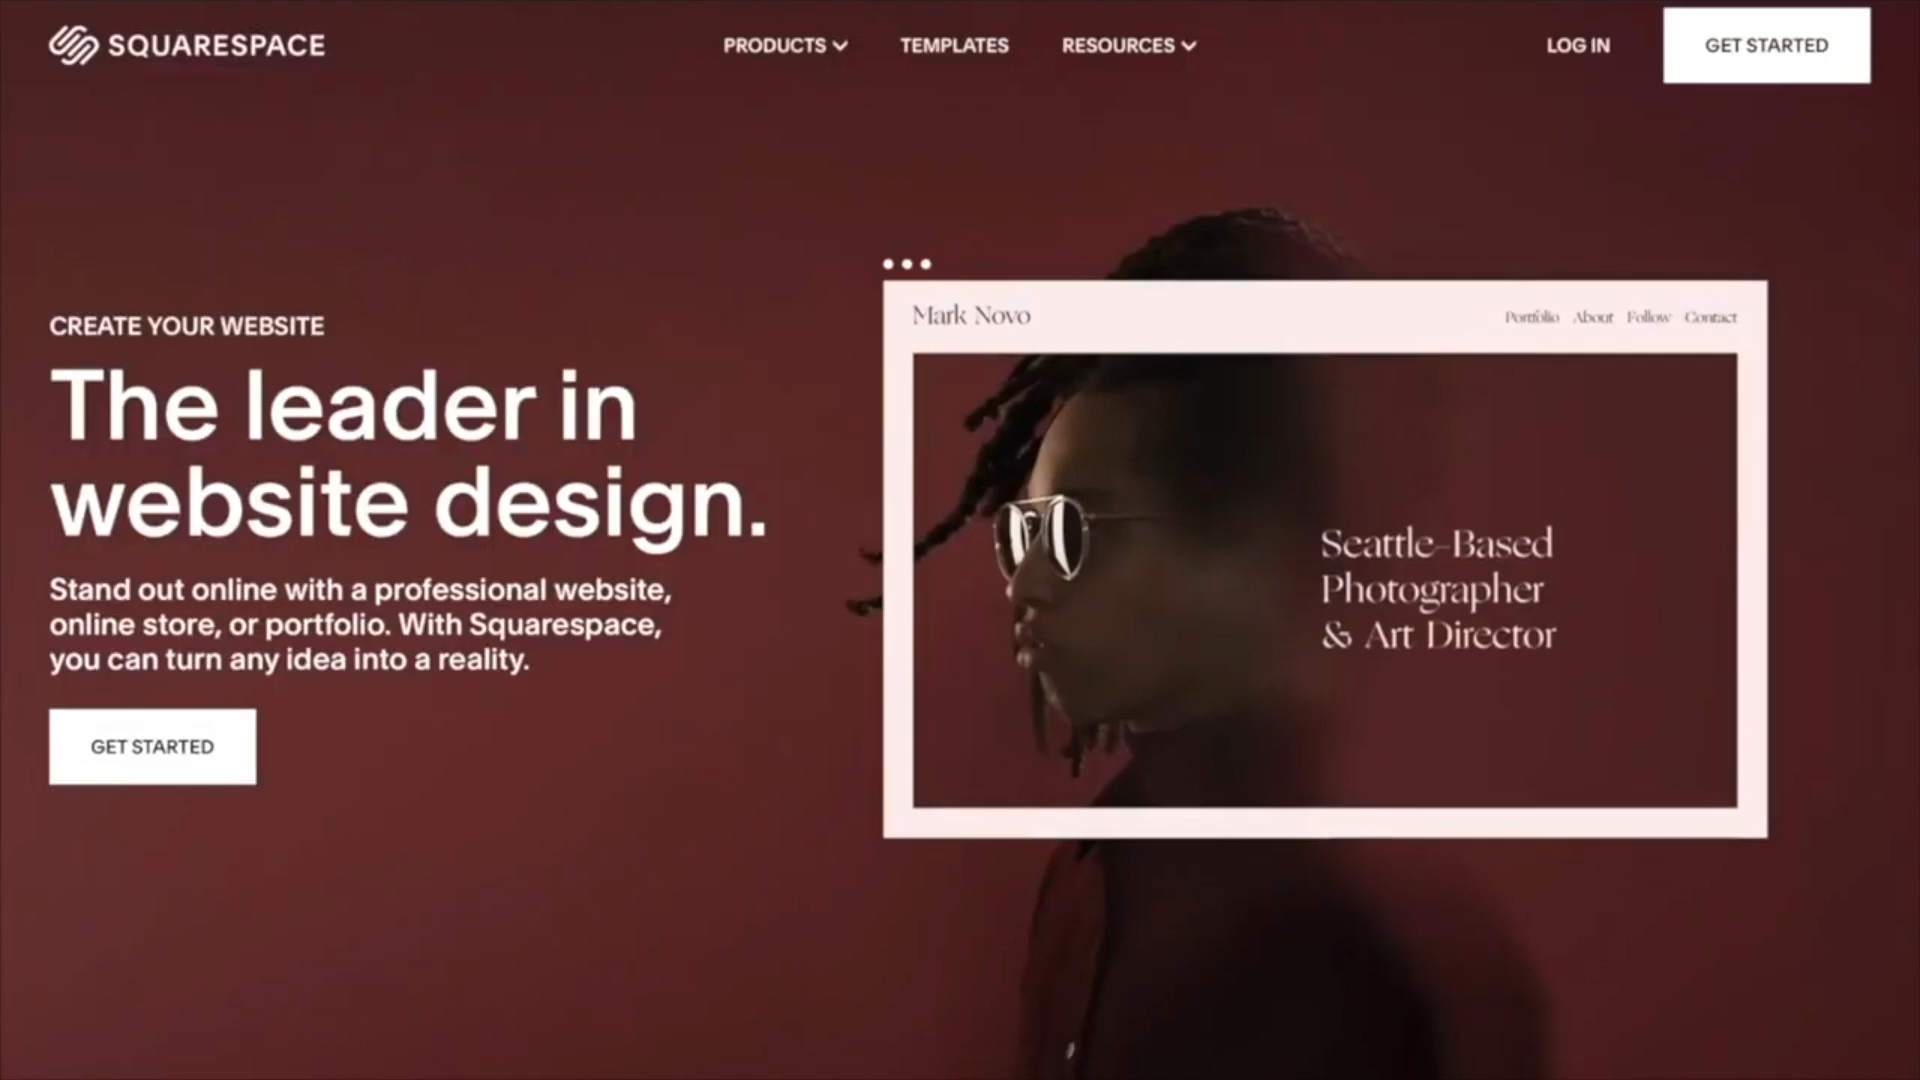 SQUARESPACE
PRODUCTS
TEMPLATES
RESOURCES
LOG IN
GET STARTED
CREATE YOUR WEBSITE
The leader in
website design.
Stand out online with a professional website,
online store, or portfolio. With Squarespace,
you can turn any idea into a reality.
GET STARTED
Mark Novo
Portfolio About Follow Contact
Seattle-Based
Photographer
& Art Director